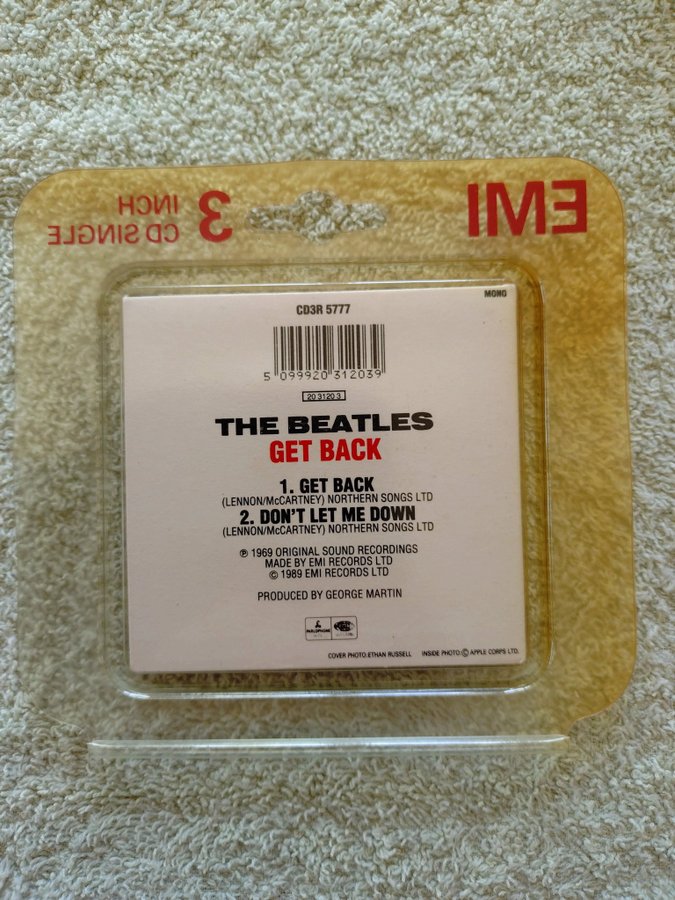 EMI
3 INCH
CD SINGLE
MONO
CD3R 5777
5 099920 312039
20 3120 3
THE BEATLES
GET BACK
1. GET BACK
(LENNON/McCARTNEY) NORTHERN SONGS LTD
2. DON'T LET ME DOWN
(LENNON/McCARTNEY) NORTHERN SONGS LTD
℗ 1969 ORIGINAL SOUND RECORDINGS
MADE BY EMI RECORDS LTD
© 1989 EMI RECORDS LTD
PRODUCED BY GEORGE MARTIN
PARLOPHONE
COVER PHOTO:ETHAN RUSSELL INSIDE PHOTO:© APPLE CORPS LTD.